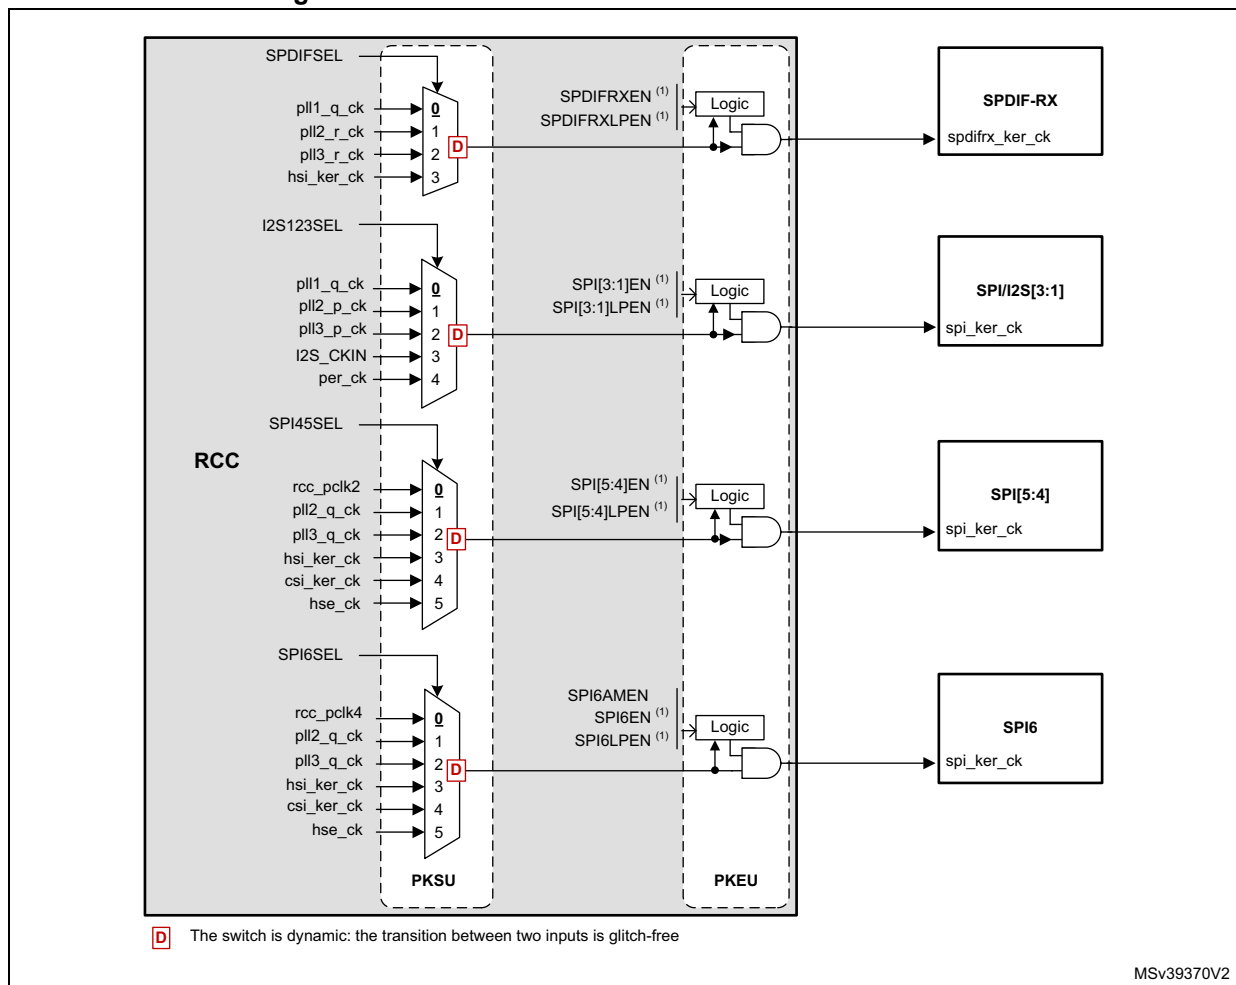 SPDIFSEL
pll1_q_ck
pll2_r_ck
pll3_r_ck
hsi_ker_ck
0
1
2
3
D
SPDIFRXEN (1)
SPDIFRXLPEN (1)
Logic
SPDIF-RX
spdifrx_ker_ck
I2S123SEL
pll1_q_ck
pll2_p_ck
pll3_p_ck
I2S_CKIN
per_ck
0
1
2
3
4
D
SPI[3:1]EN (1)
SPI[3:1]LPEN (1)
Logic
SPI/I2S[3:1]
spi_ker_ck
SPI45SEL
RCC
rcc_pclk2
pll2_q_ck
pll3_q_ck
hsi_ker_ck
csi_ker_ck
hse_ck
0
1
2
3
4
5
D
SPI[5:4]EN (1)
SPI[5:4]LPEN (1)
Logic
SPI[5:4]
spi_ker_ck
SPI6SEL
rcc_pclk4
pll2_q_ck
pll3_q_ck
hsi_ker_ck
csi_ker_ck
hse_ck
0
1
2
3
4
5
D
SPI6AMEN
SPI6EN (1)
SPI6LPEN (1)
Logic
SPI6
spi_ker_ck
PKSU
PKEU
D The switch is dynamic: the transition between two inputs is glitch-free
MSv39370V2